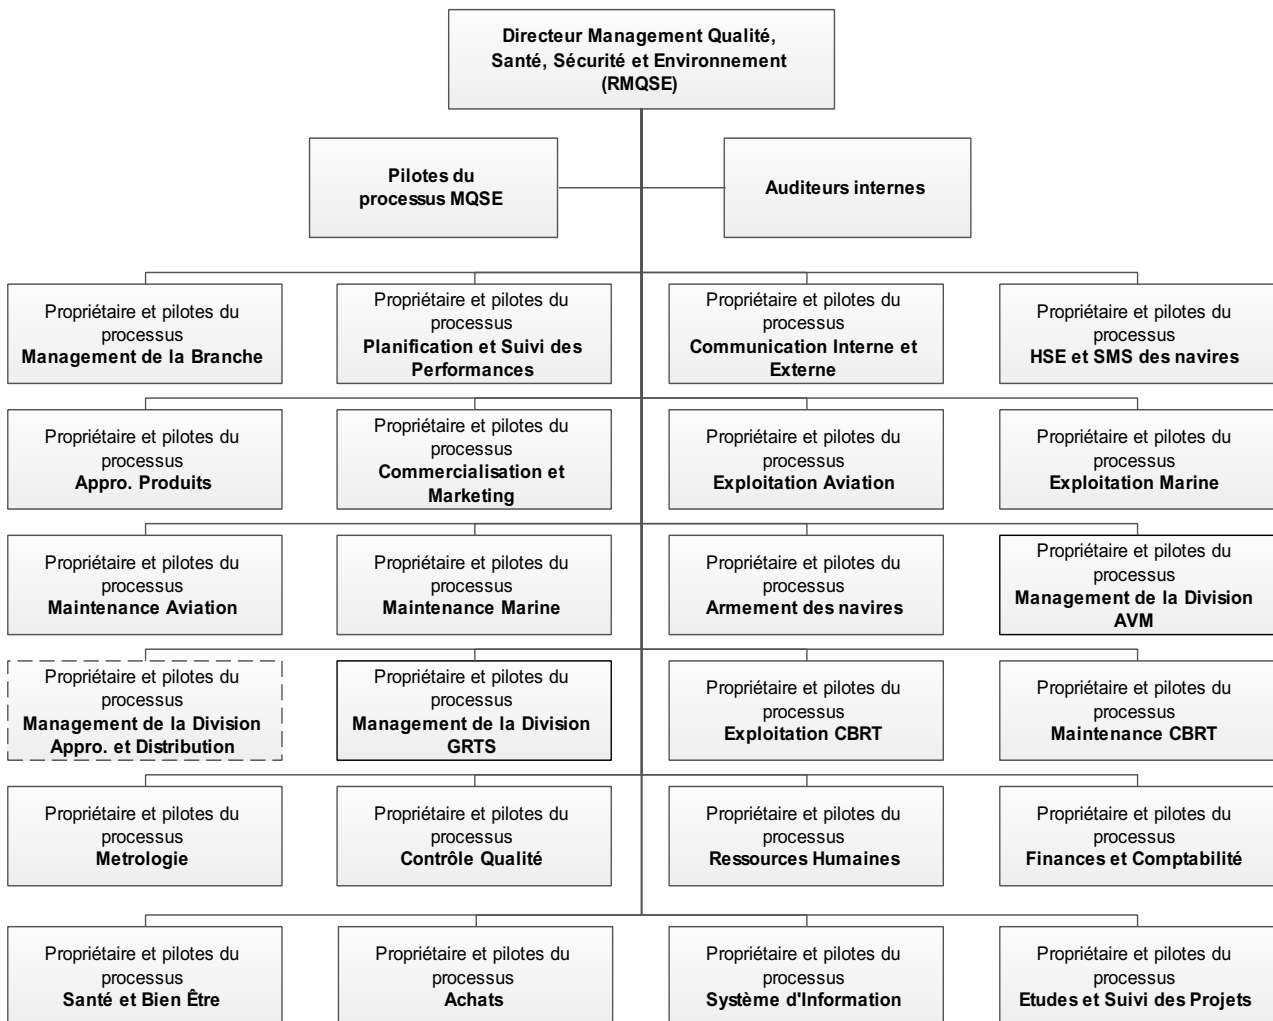 Directeur Management Qualité,
Santé, Sécurité et Environnement
(RMQSE)
Pilotes du
processus MQSE
Auditeurs internes
Propriétaire et pilotes du
processus
Management de la Branche
Propriétaire et pilotes du
processus
Planification et Suivi des
Performances
Propriétaire et pilotes du
processus
Communication Interne et
Externe
Propriétaire et pilotes du
processus
HSE et SMS des navires
Propriétaire et pilotes du
processus
Appro. Produits
Propriétaire et pilotes du
processus
Commercialisation et
Marketing
Propriétaire et pilotes du
processus
Exploitation Aviation
Propriétaire et pilotes du
processus
Exploitation Marine
Propriétaire et pilotes du
processus
Maintenance Aviation
Propriétaire et pilotes du
processus
Maintenance Marine
Propriétaire et pilotes du
processus
Armement des navires
Propriétaire et pilotes du
processus
Management de la Division
AVM
Propriétaire et pilotes du
processus
Management de la Division
Appro. et Distribution
Propriétaire et pilotes du
processus
Management de la Division
GRTS
Propriétaire et pilotes du
processus
Exploitation CBRT
Propriétaire et pilotes du
processus
Maintenance CBRT
Propriétaire et pilotes du
processus
Metrologie
Propriétaire et pilotes du
processus
Contrôle Qualité
Propriétaire et pilotes du
processus
Ressources Humaines
Propriétaire et pilotes du
processus
Finances et Comptabilité
Propriétaire et pilotes du
processus
Santé et Bien Être
Propriétaire et pilotes du
processus
Achats
Propriétaire et pilotes du
processus
Système d'Information
Propriétaire et pilotes du
processus
Etudes et Suivi des Projets